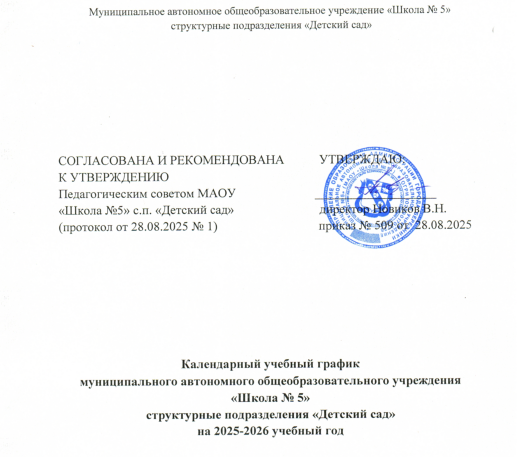 Муниципальное автономное общеобразовательное учреждение «Школа № 5»
структурные подразделения «Детский сад»
СОГЛАСОВАНА И РЕКОМЕНДОВАНА
К УТВЕРЖДЕНИЮ
Педагогическим советом МАОУ
«Школа №5» с.п. «Детский сад»
(протокол от 28.08.2025 № 1)
УТВЕРЖДАЮ:
директор Новиков В.Н.
приказ № 509 от 28.08.2025
Календарный учебный график
муниципального автономного общеобразовательного учреждения
«Школа № 5»
структурные подразделения «Детский сад»
на 2025-2026 учебный год